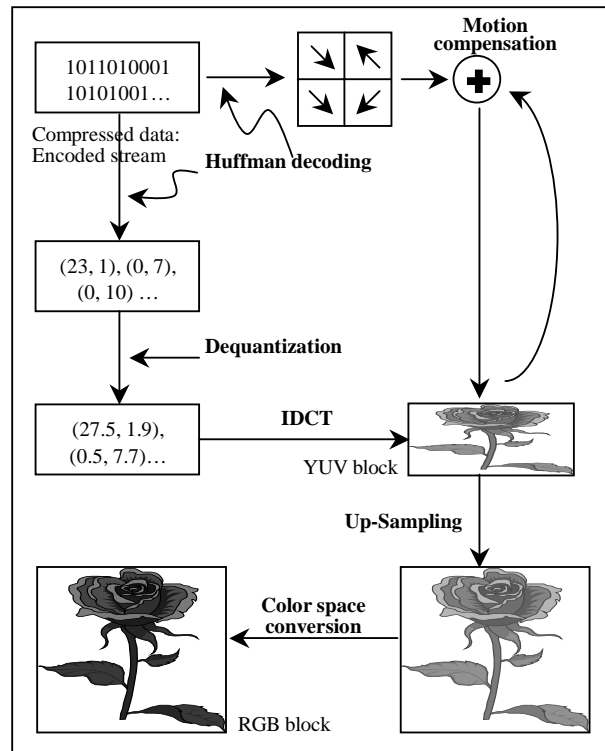 Motion
compensation
1011010001
10101001…
Compressed data:
Encoded stream
Huffman decoding
(23, 1), (0, 7),
(0, 10) …
Dequantization
(27.5, 1.9),
(0.5, 7.7)…
IDCT
YUV block
Up-Sampling
Color space
conversion
RGB block